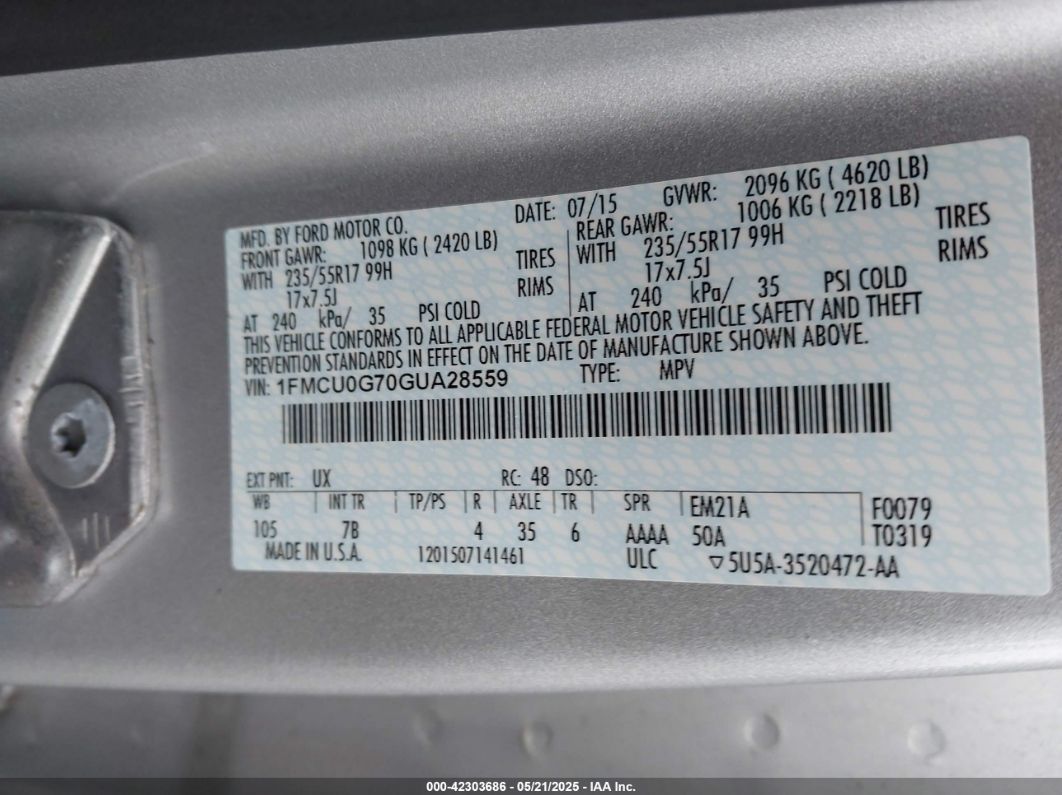 MFD. BY FORD MOTOR CO. DATE: 07/15 GVWR: 2096 KG ( 4620 LB)
FRONT GAWR: 1098 KG ( 2420 LB)
WITH 235/55R17 99H TIRES
17x7.5J RIMS
AT 240 kPa/ 35 PSI COLD
REAR GAWR: 1006 KG ( 2218 LB)
WITH 235/55R17 99H TIRES
17x7.5J RIMS
AT 240 kPa/ 35 PSI COLD
THIS VEHICLE CONFORMS TO ALL APPLICABLE FEDERAL MOTOR VEHICLE SAFETY AND THEFT
PREVENTION STANDARDS IN EFFECT ON THE DATE OF MANUFACTURE SHOWN ABOVE.
VIN: 1FMCU0G70GUA28559 TYPE: MPV
EXT PNT: UX RC: 48 DSO:
WB INT TR TP/PS R AXLE TR SPR EM21A F0079
105 7B 4 35 6 AAAA 50A T0319
MADE IN U.S.A. 1201507141461 ULC ▽5U5A-3520472-AA
000-42303686 - 05/21/2025 - IAA Inc.